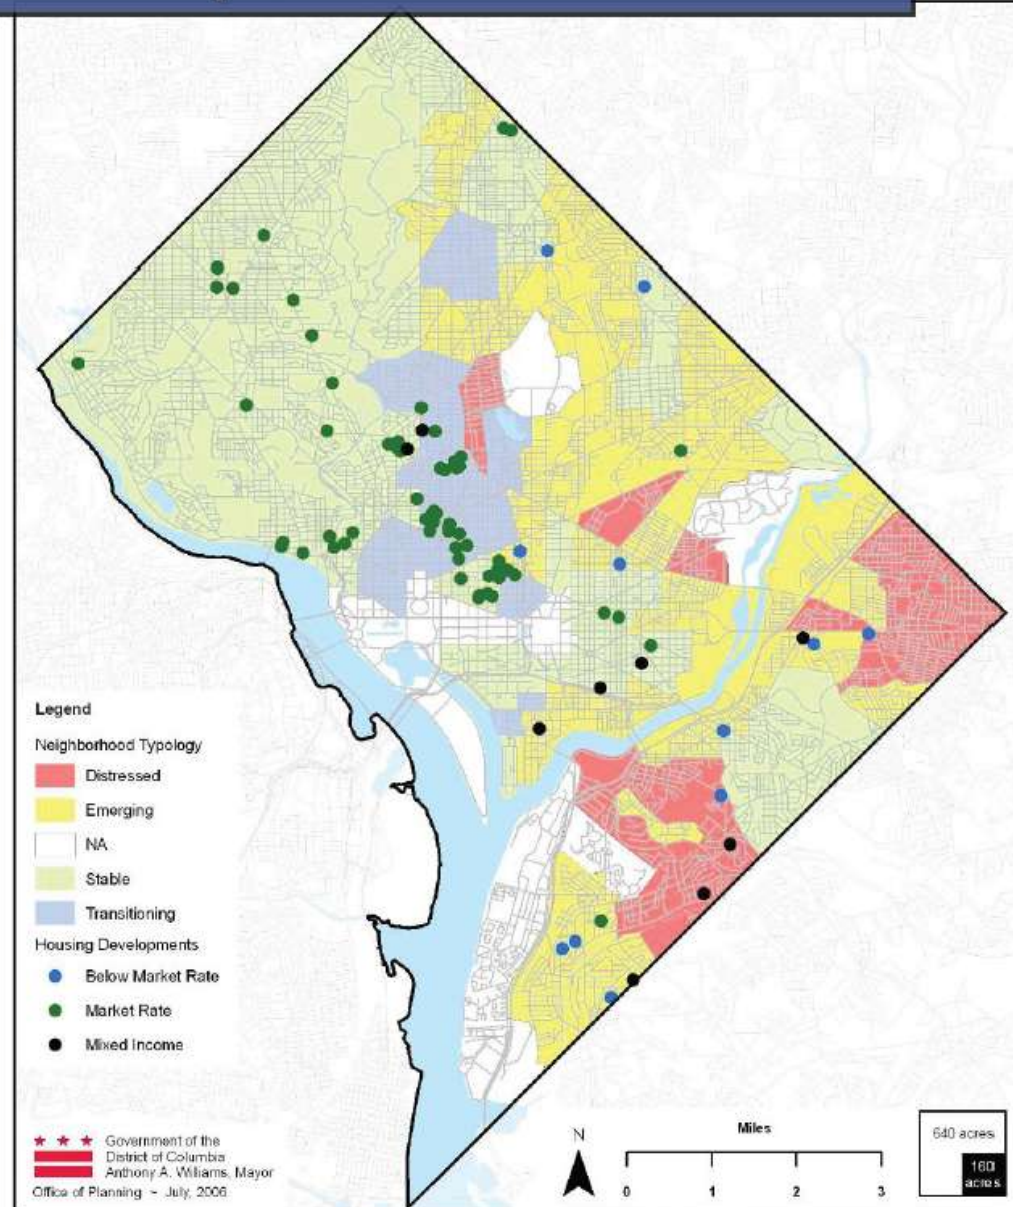 Legend
Neighborhood Typology
Distressed
Emerging
NA
Stable
Transitioning
Housing Developments
Below Market Rate
Market Rate
Mixed Income
★ ★ ★ Government of the
District of Columbia
Anthony A. Williams, Mayor
Office of Planning ~ July, 2006
N
Miles
0 1 2 3
640 acres
160 acres